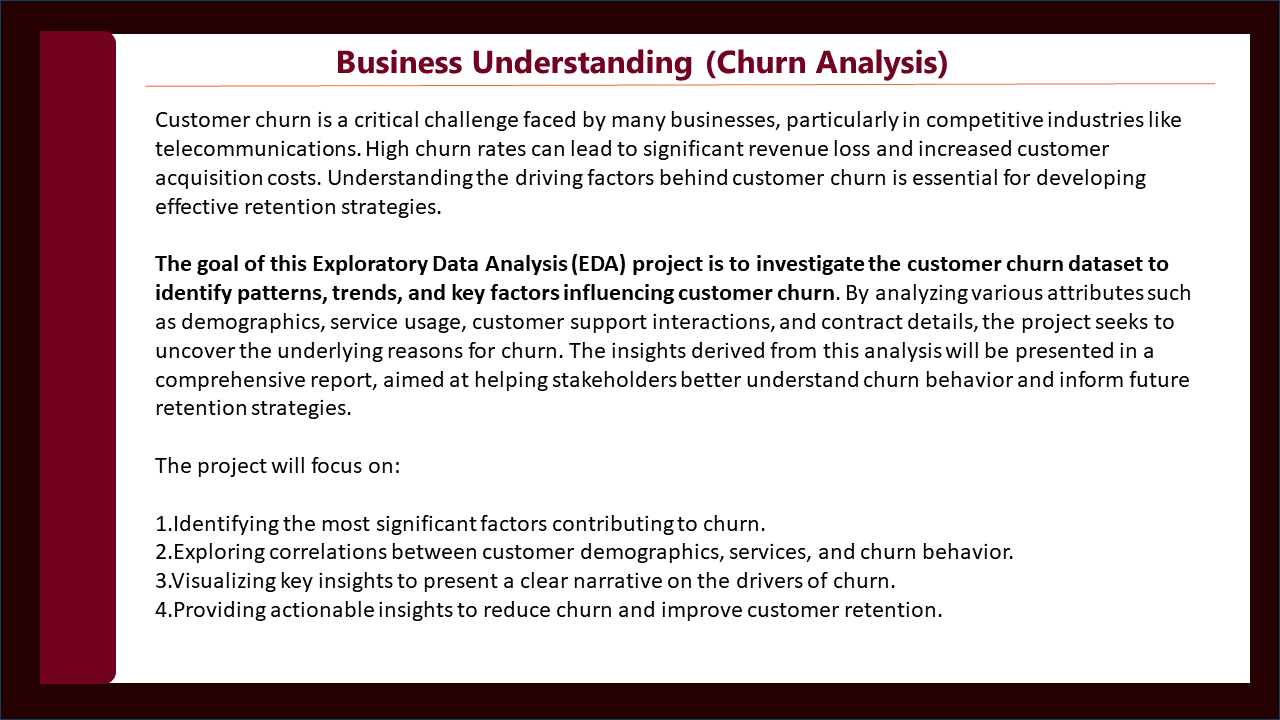 Business Understanding (Churn Analysis)
Customer churn is a critical challenge faced by many businesses, particularly in competitive industries like
telecommunications. High churn rates can lead to significant revenue loss and increased customer
acquisition costs. Understanding the driving factors behind customer churn is essential for developing
effective retention strategies.
The goal of this Exploratory Data Analysis (EDA) project is to investigate the customer churn dataset to
identify patterns, trends, and key factors influencing customer churn. By analyzing various attributes such
as demographics, service usage, customer support interactions, and contract details, the project seeks to
uncover the underlying reasons for churn. The insights derived from this analysis will be presented in a
comprehensive report, aimed at helping stakeholders better understand churn behavior and inform future
retention strategies.
The project will focus on:
1.Identifying the most significant factors contributing to churn.
2.Exploring correlations between customer demographics, services, and churn behavior.
3.Visualizing key insights to present a clear narrative on the drivers of churn.
4.Providing actionable insights to reduce churn and improve customer retention.